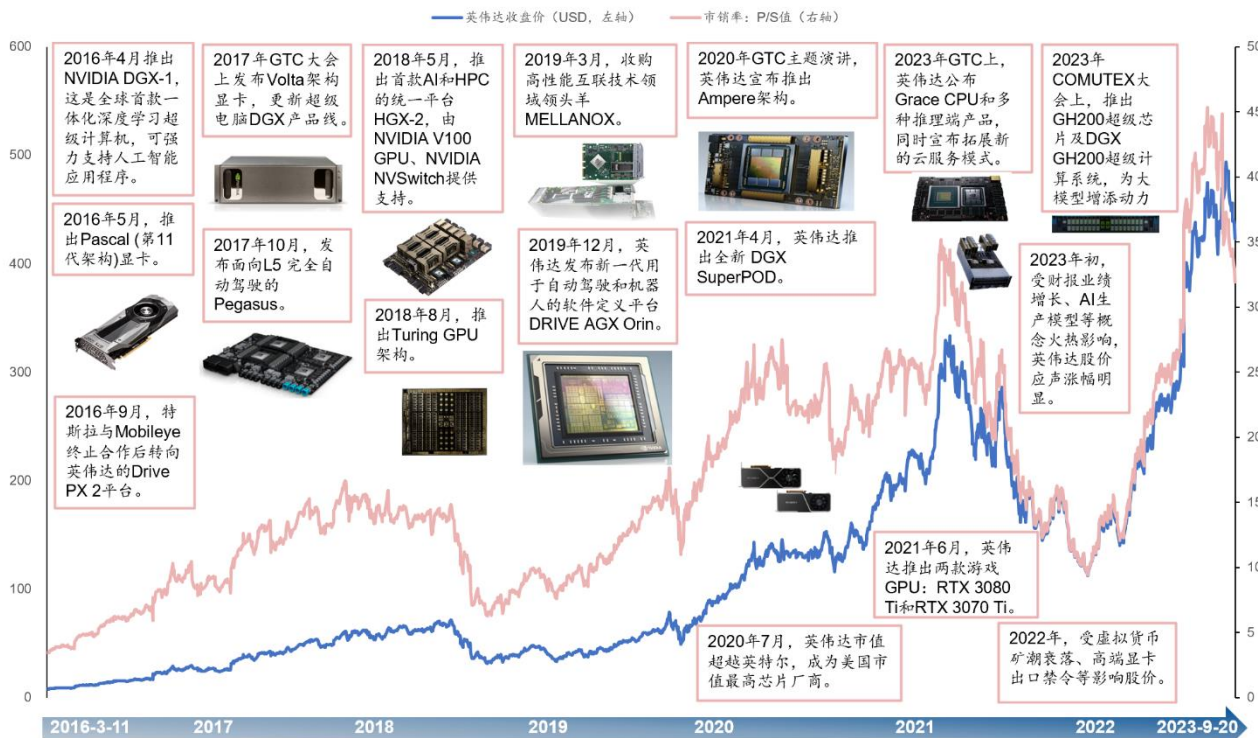 英伟达收盘价（USD，左轴）
市销率：P/S值（右轴）
600
500
400
300
200
100
0
50
45
40
35
30
25
20
15
10
5
0
2016年4月推出
NVIDIA DGX-1，
这是全球首款一
体化深度学习超
级计算机，可强
力支持人工智能
应用程序。
2016年5月，推
出Pascal (第11
代架构)显卡。
2016年9月，特
斯拉与Mobileye
终止合作后转向
英伟达的Drive
PX 2平台。
2017年GTC大会
上发布Volta架构
显卡，更新超级
电脑DGX产品线。
2017年10月，发
布面向L5 完全自
动驾驶的
Pegasus。
2018年5月，推
出首款AI和HPC
的统一平台
HGX-2，由
NVIDIA V100
GPU、NVIDIA
NVSwitch提供
支持。
2018年8月，推
出Turing GPU
架构。
2019年3月，收购
高性能互联技术领
域领头羊
MELLANOX。
2019年12月，英
伟达发布新一代用
于自动驾驶和机器
人的软件定义平台
DRIVE AGX Orin。
2020年GTC主题演讲，
英伟达宣布推出
Ampere架构。
2021年4月，英伟达推
出全新 DGX
SuperPOD。
2020年7月，英伟达市值
超越英特尔，成为美国市
值最高芯片厂商。
2023年GTC上，
英伟达公布
Grace CPU和多
种推理端产品，
同时宣布拓展新
的云服务模式。
2021年6月，英伟
达推出两款游戏
GPU：RTX 3080
Ti和RTX 3070 Ti。
2023年
COMUTEX大
会上，推出
GH200超级芯
片及DGX
GH200超级计
算系统，为大
模型增添动力
2023年初，
受财报业绩
增长、AI生
产模型等概
念火热影响，
英伟达股价
应声涨幅明
显。
2022年，受虚拟货币
矿潮衰落、高端显卡
出口禁令等影响股价。
2016-3-11
2017
2018
2019
2020
2021
2022
2023-9-20